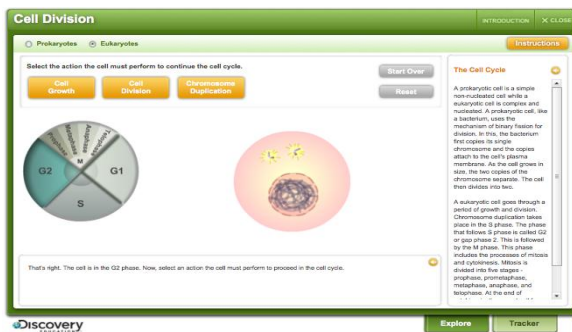 Cell Division
INTRODUCTION
× CLOSE
Prokaryotes
Eukaryotes
Instructions
Select the action the cell must perform to continue the cell cycle.
Cell
Growth
Cell
Division
Chromosome
Duplication
Start Over
Reset
Prophase
Metaphase
Anaphase
Telophase
M
G2
G1
S
That's right. The cell is in the G2 phase. Now, select an action the cell must perform to proceed in the cell cycle.
The Cell Cycle
A prokaryotic cell is a simple
non-nucleated cell while a
eukaryotic cell is complex and
nucleated. A prokaryotic cell, like
a bacterium, uses the
mechanism of binary fission for
division. In this, the bacterium
first copies its single
chromosome and the copies
attach to the cell's plasma
membrane. As the cell grows in
size, the two copies of the
chromosome separate. The cell
then divides into two.
A eukaryotic cell goes through a
period of growth and division.
Chromosome duplication takes
place in the S phase. The phase
that follows S phase is called G2
or gap phase 2. This is followed
by the M phase. This phase
includes the processes of mitosis
and cytokinesis. Mitosis is
divided into five stages -
prophase, prometaphase,
metaphase, anaphase, and
telophase. At the end of
Discovery
EDUCATION
Explore
Tracker